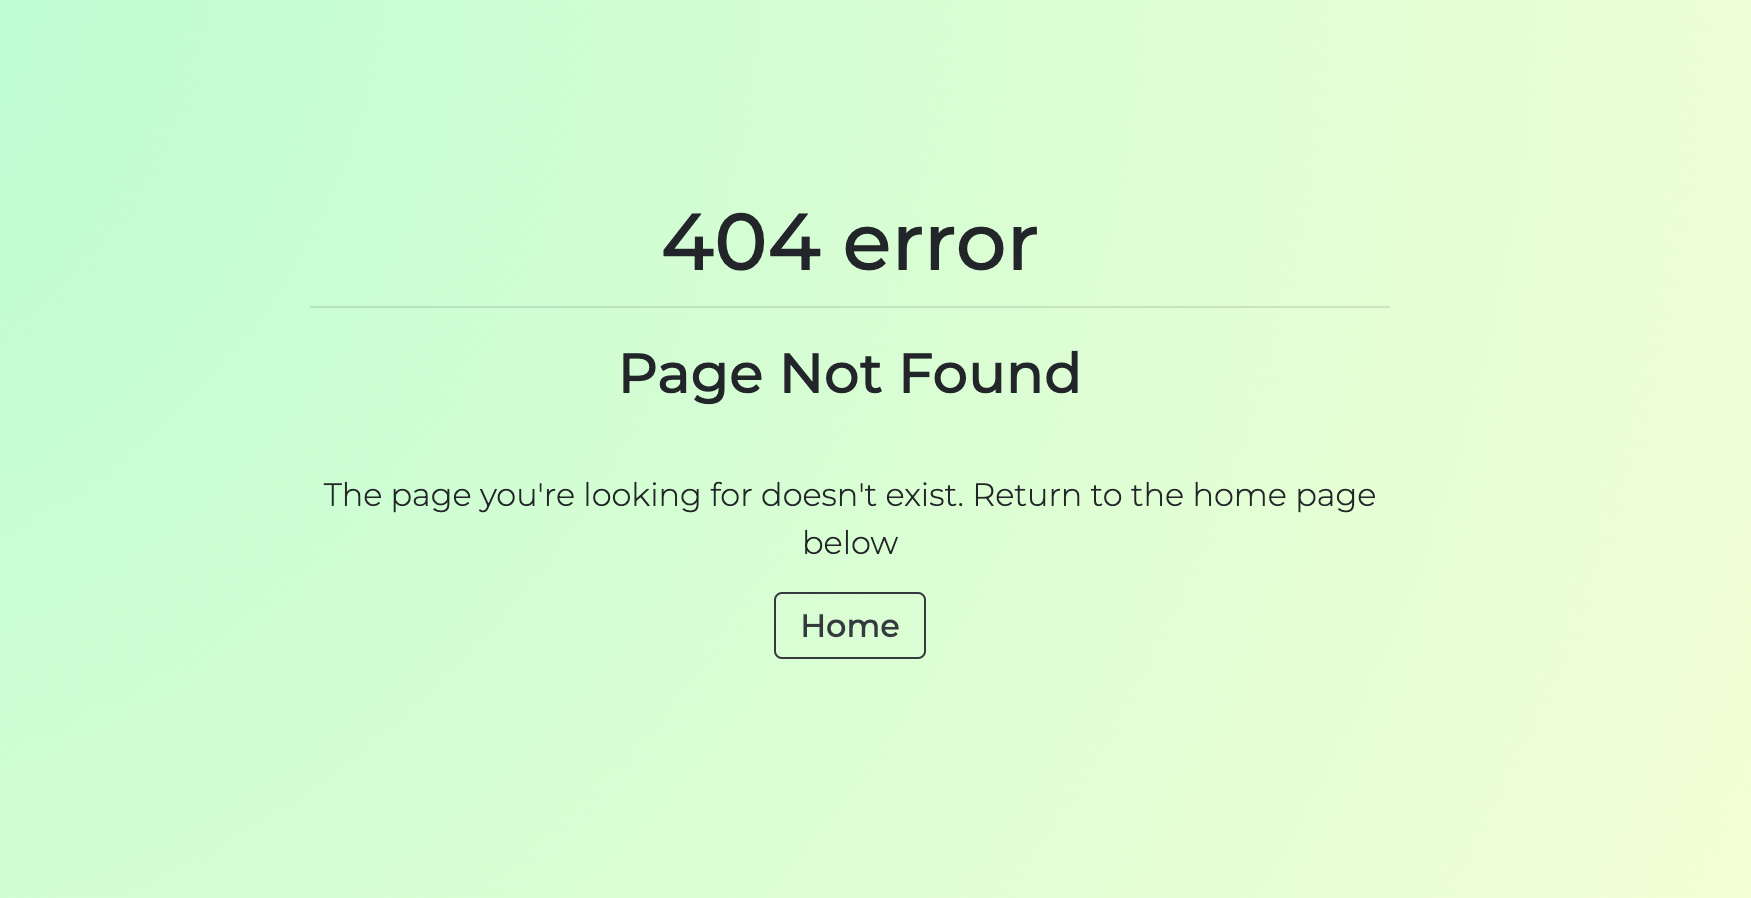 404 error
Page Not Found
The page you're looking for doesn't exist. Return to the home page
below
Home